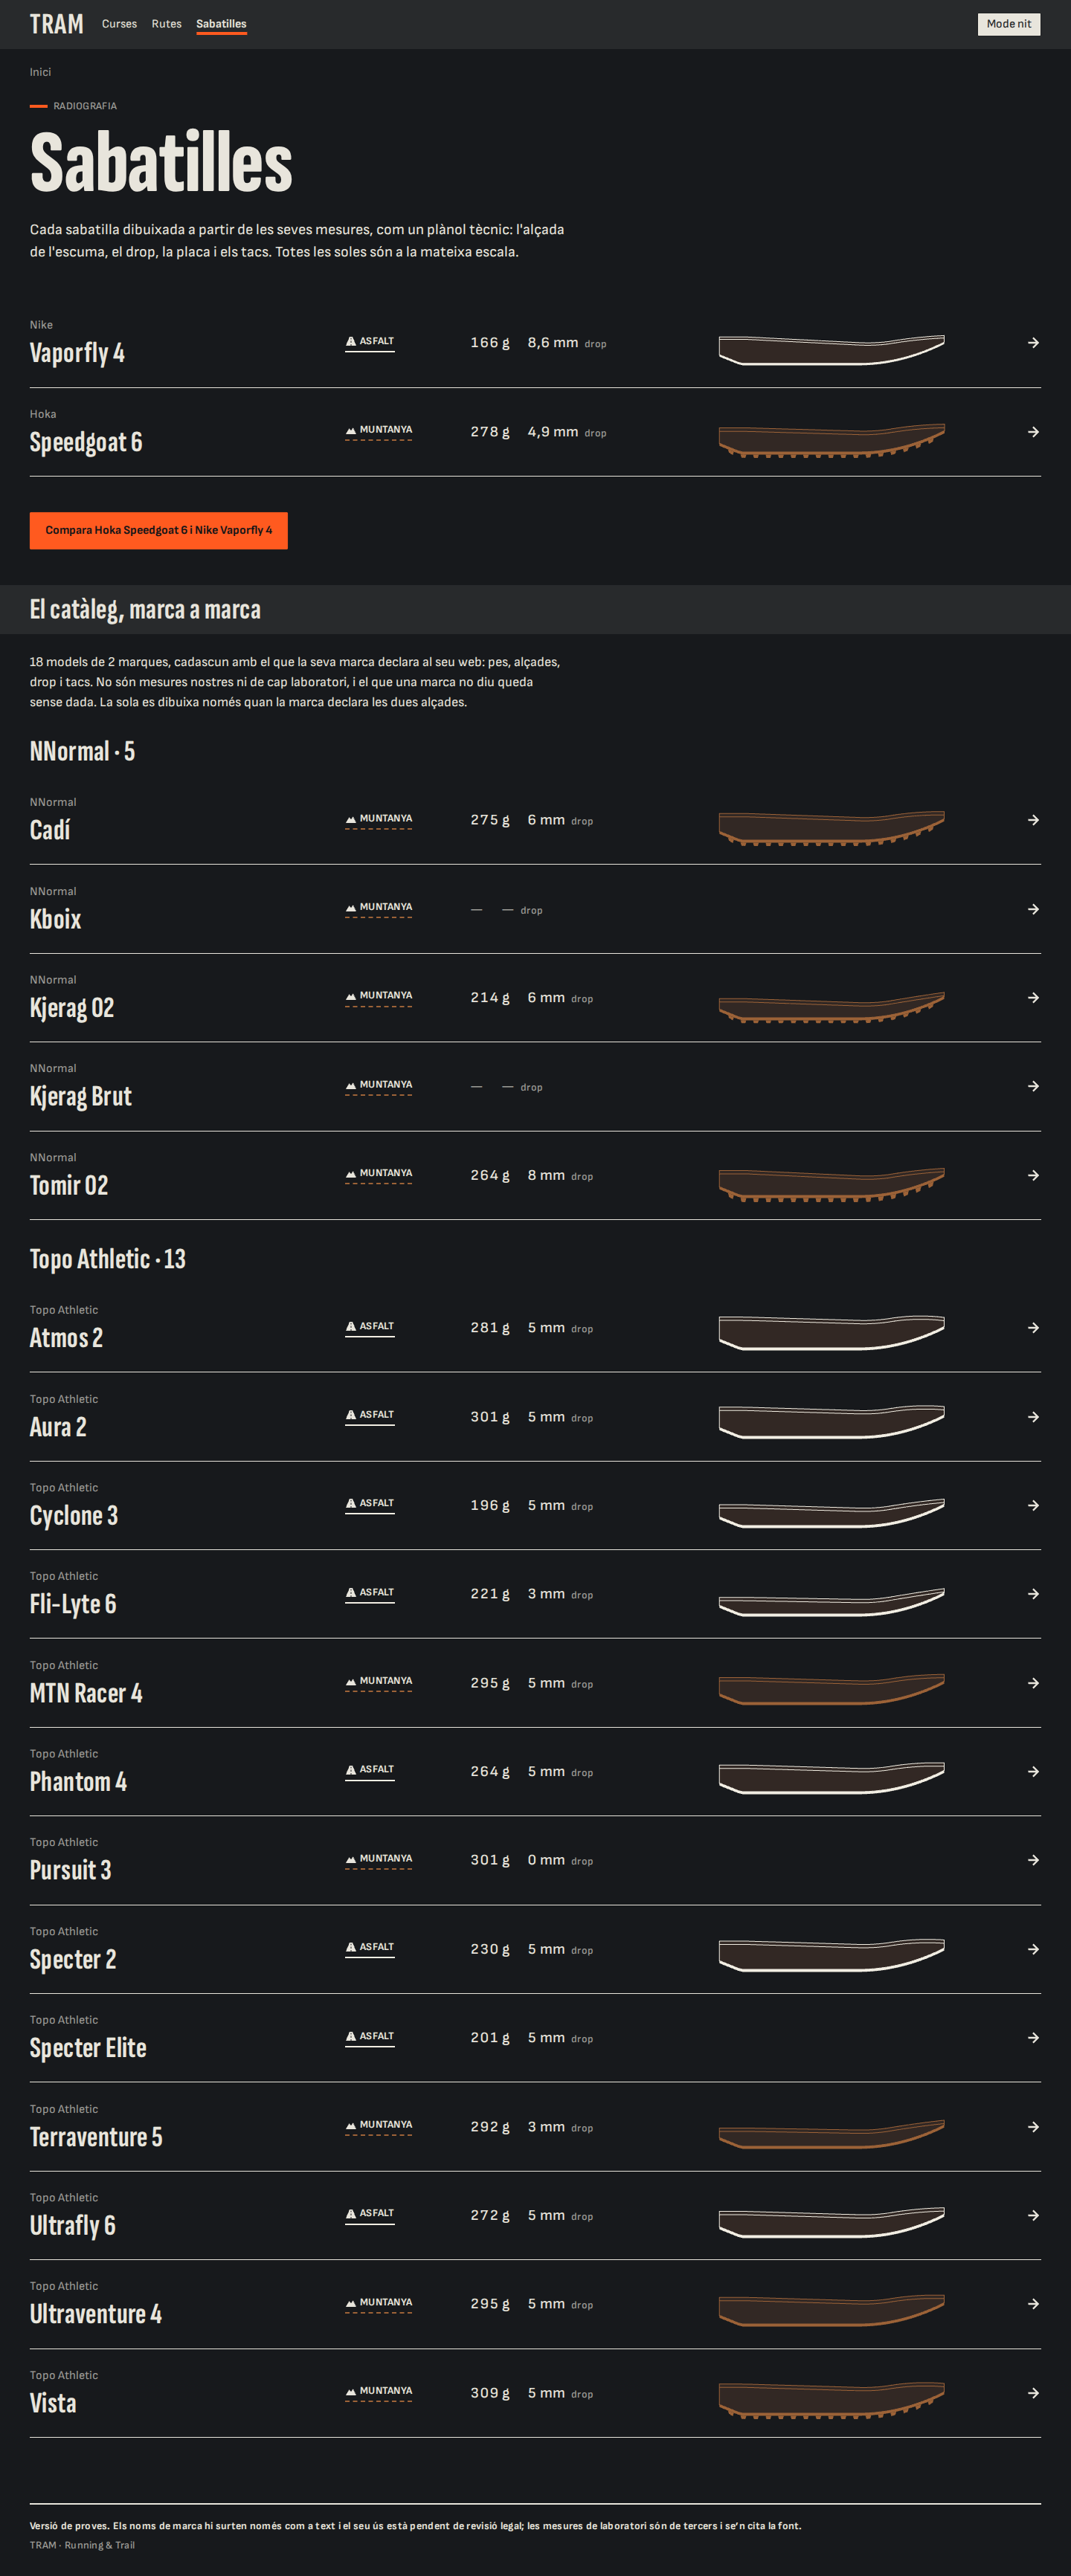 TRAM Curses Rutes Sabatilles Mode nit
Inici
RADIOGRAFIA
Sabatilles
Cada sabatilla dibuixada a partir de les seves mesures, com un plànol tècnic: l'alçada
de l'escuma, el drop, la placa i els tacs. Totes les soles són a la mateixa escala.
Nike
Vaporfly 4
ASFALT
166 g 8,6 mm drop
Hoka
Speedgoat 6
MUNTANYA
278 g 4,9 mm drop
Compara Hoka Speedgoat 6 i Nike Vaporfly 4
El catàleg, marca a marca
18 models de 2 marques, cadascun amb el que la seva marca declara al seu web: pes, alçades,
drop i tacs. No són mesures nostres ni de cap laboratori, i el que una marca no diu queda
sense dada. La sola es dibuixa només quan la marca declara les dues alçades.
NNormal · 5
NNormal
Cadí
MUNTANYA
275 g 6 mm drop
NNormal
Kboix
MUNTANYA
— — drop
NNormal
Kjerag 02
MUNTANYA
214 g 6 mm drop
NNormal
Kjerag Brut
MUNTANYA
— — drop
NNormal
Tomir 02
MUNTANYA
264 g 8 mm drop
Topo Athletic · 13
Topo Athletic
Atmos 2
ASFALT
281 g 5 mm drop
Topo Athletic
Aura 2
ASFALT
301 g 5 mm drop
Topo Athletic
Cyclone 3
ASFALT
196 g 5 mm drop
Topo Athletic
Fli-Lyte 6
ASFALT
221 g 3 mm drop
Topo Athletic
MTN Racer 4
MUNTANYA
295 g 5 mm drop
Topo Athletic
Phantom 4
ASFALT
264 g 5 mm drop
Topo Athletic
Pursuit 3
MUNTANYA
301 g 0 mm drop
Topo Athletic
Specter 2
ASFALT
230 g 5 mm drop
Topo Athletic
Specter Elite
ASFALT
201 g 5 mm drop
Topo Athletic
Terraventure 5
MUNTANYA
292 g 3 mm drop
Topo Athletic
Ultrafly 6
ASFALT
272 g 5 mm drop
Topo Athletic
Ultraventure 4
MUNTANYA
295 g 5 mm drop
Topo Athletic
Vista
MUNTANYA
309 g 5 mm drop
Versió de proves. Els noms de marca hi surten només com a text i el seu ús està pendent de revisió legal; les mesures de laboratori són de tercers i se'n cita la font.
TRAM · Running & Trail